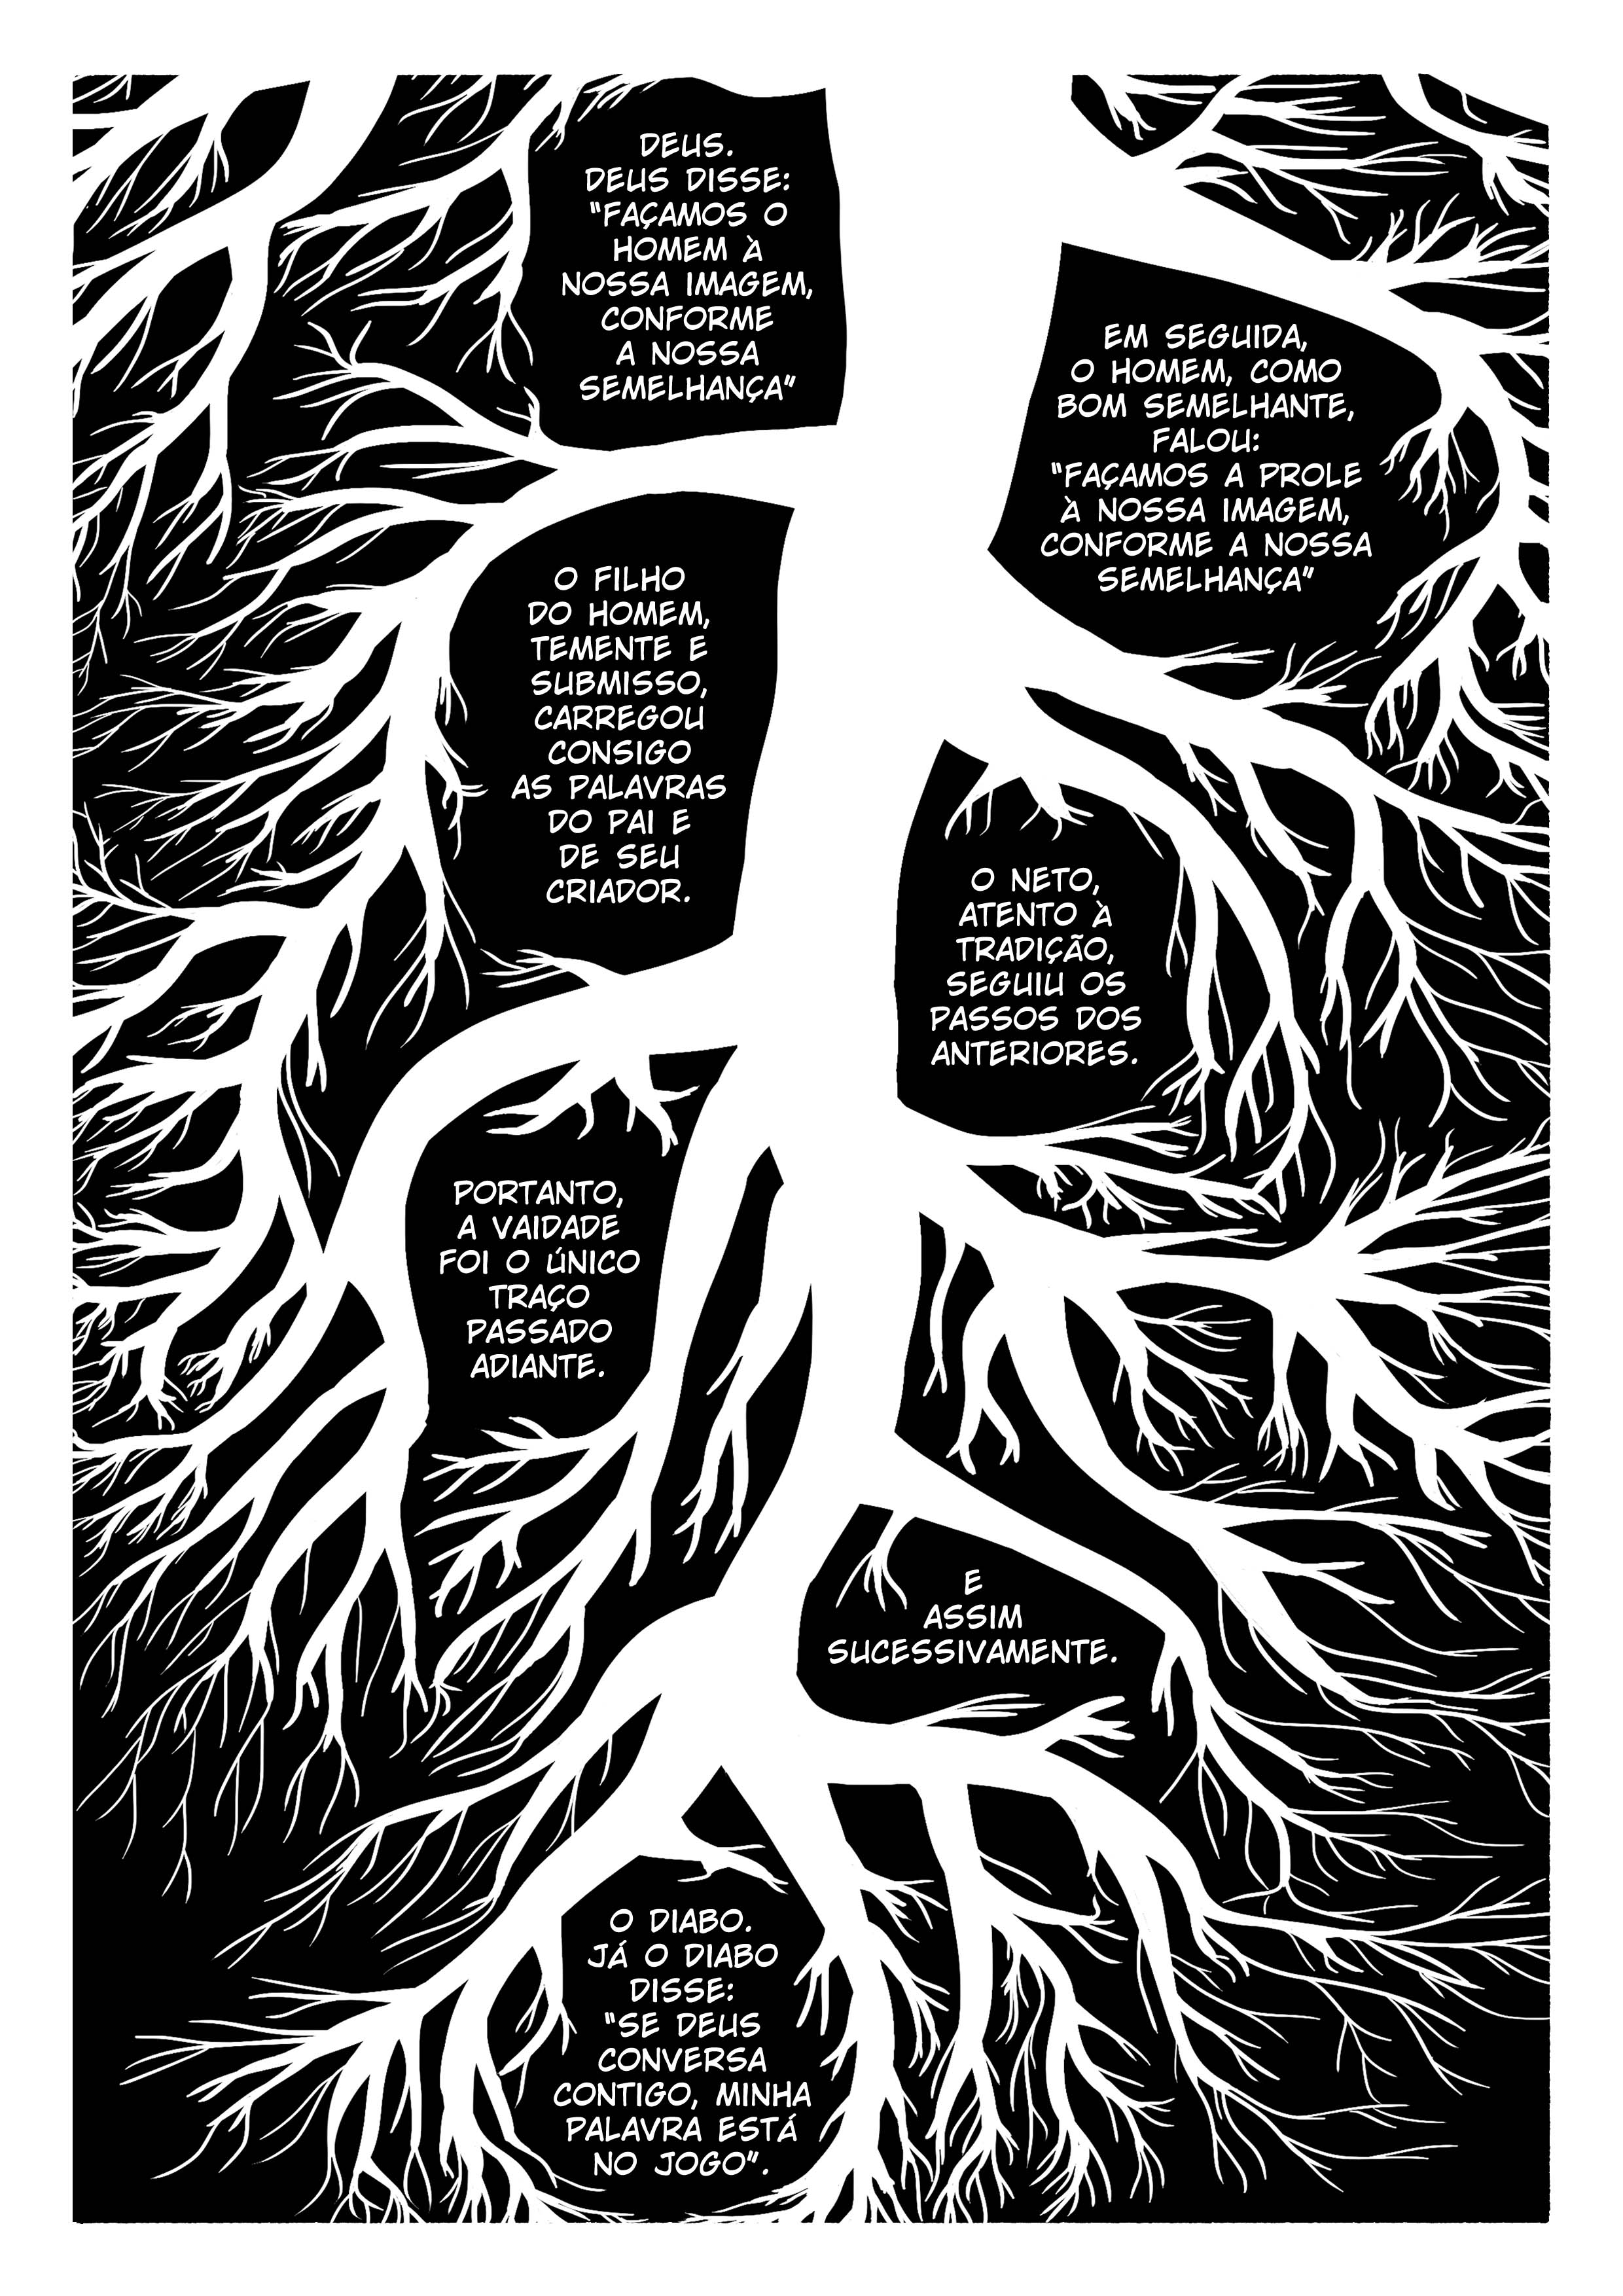 DEUS.
DEUS DISSE:
"FAÇAMOS O
HOMEM À
NOSSA IMAGEM,
CONFORME
A NOSSA
SEMELHANÇA"
EM SEGUIDA,
O HOMEM, COMO
BOM SEMELHANTE,
FALOU:
"FAÇAMOS A PROLE
À NOSSA IMAGEM,
CONFORME A NOSSA
SEMELHANÇA"
O FILHO
DO HOMEM,
TEMENTE E
SUBMISSO,
CARREGOU
CONSIGO
AS PALAVRAS
DO PAI E
DE SEU
CRIADOR.
O NETO,
ATENTO À
TRADIÇÃO,
SEGUIU OS
PASSOS DOS
ANTERIORES.
PORTANTO,
A VAIDADE
FOI O ÚNICO
TRAÇO
PASSADO
ADIANTE.
E
ASSIM
SUCESSIVAMENTE.
O DIABO.
JÁ O DIABO
DISSE:
"SE DEUS
CONVERSA
CONTIGO, MINHA
PALAVRA ESTÁ
NO JOGO".